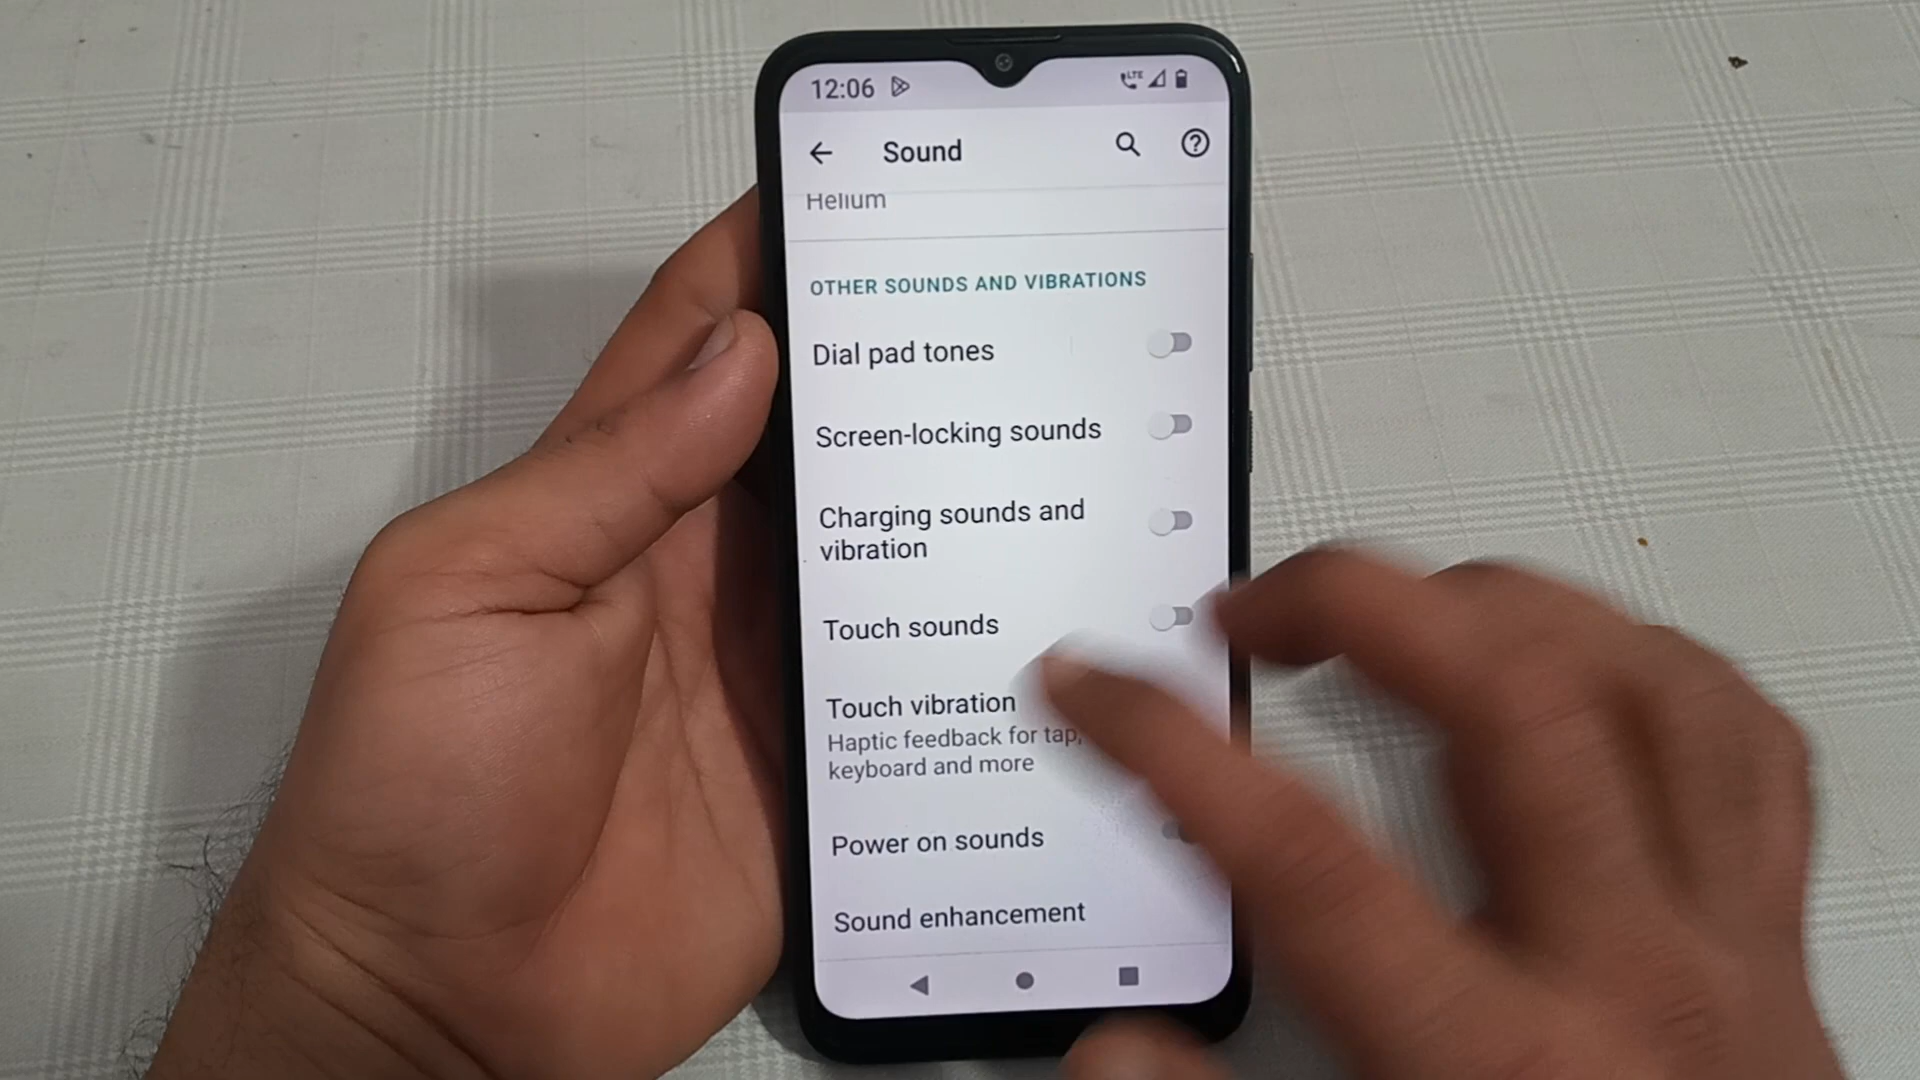 12:06 LTE
Sound
Helium
OTHER SOUNDS AND VIBRATIONS
Dial pad tones
Screen-locking sounds
Charging sounds and
vibration
Touch sounds
Touch vibration
Haptic feedback for tap,
keyboard and more
Power on sounds
Sound enhancement